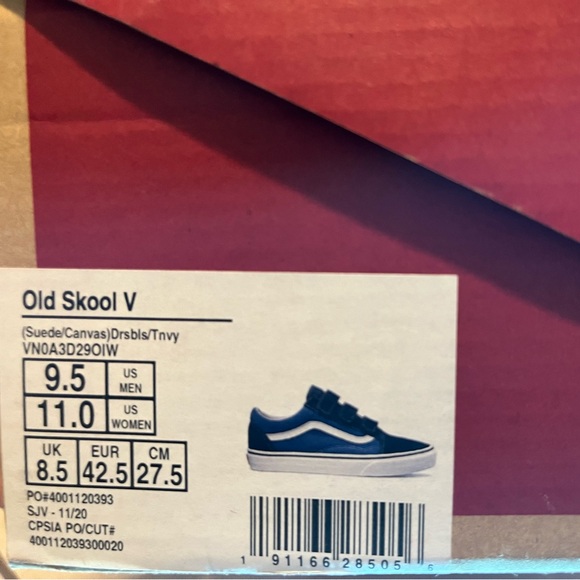 Old Skool V
(Suede/Canvas)Drsbls/Tnvy
VN0A3D29OIW
9.5 US MEN
11.0 US WOMEN
UK EUR CM
8.5 42.5 27.5
PO#4001120393
SJV - 11/20
CPSIA PO/CUT#
400112039300020
1 91166 28505 6